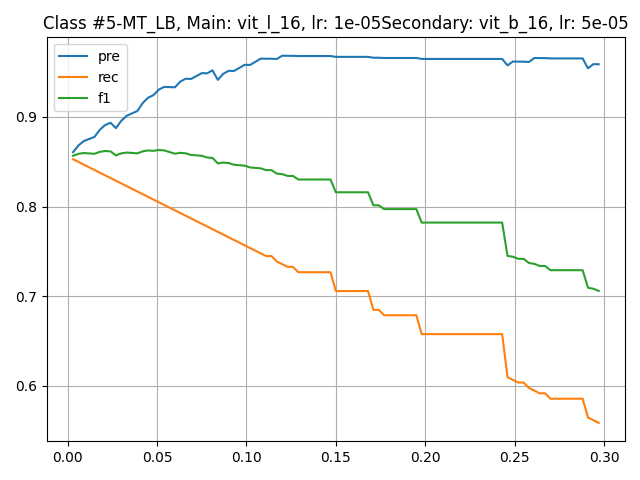 Class #5-MT_LB, Main: vit_l_16, lr: 1e-05Secondary: vit_b_16, lr: 5e-05
pre
rec
f1
0.9
0.8
0.7
0.6
0.00 0.05 0.10 0.15 0.20 0.25 0.30